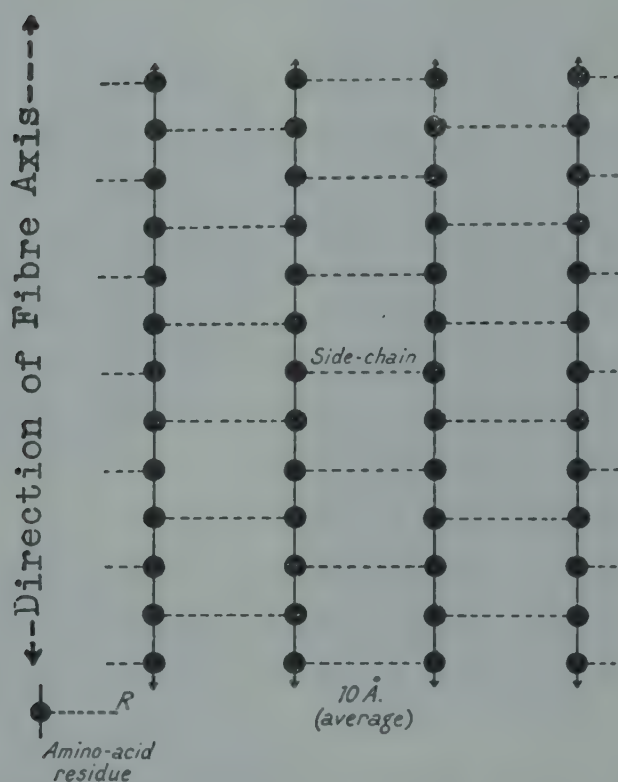 Direction of Fibre Axis
Side-chain
10 Å.
(average)
R
Amino-acid
residue